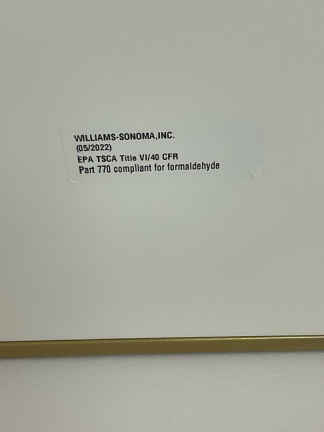 WILLIAMS-SONOMA,INC.
(05/2022)
EPA TSCA Title VI/40 CFR
Part 770 compliant for formaldehyde